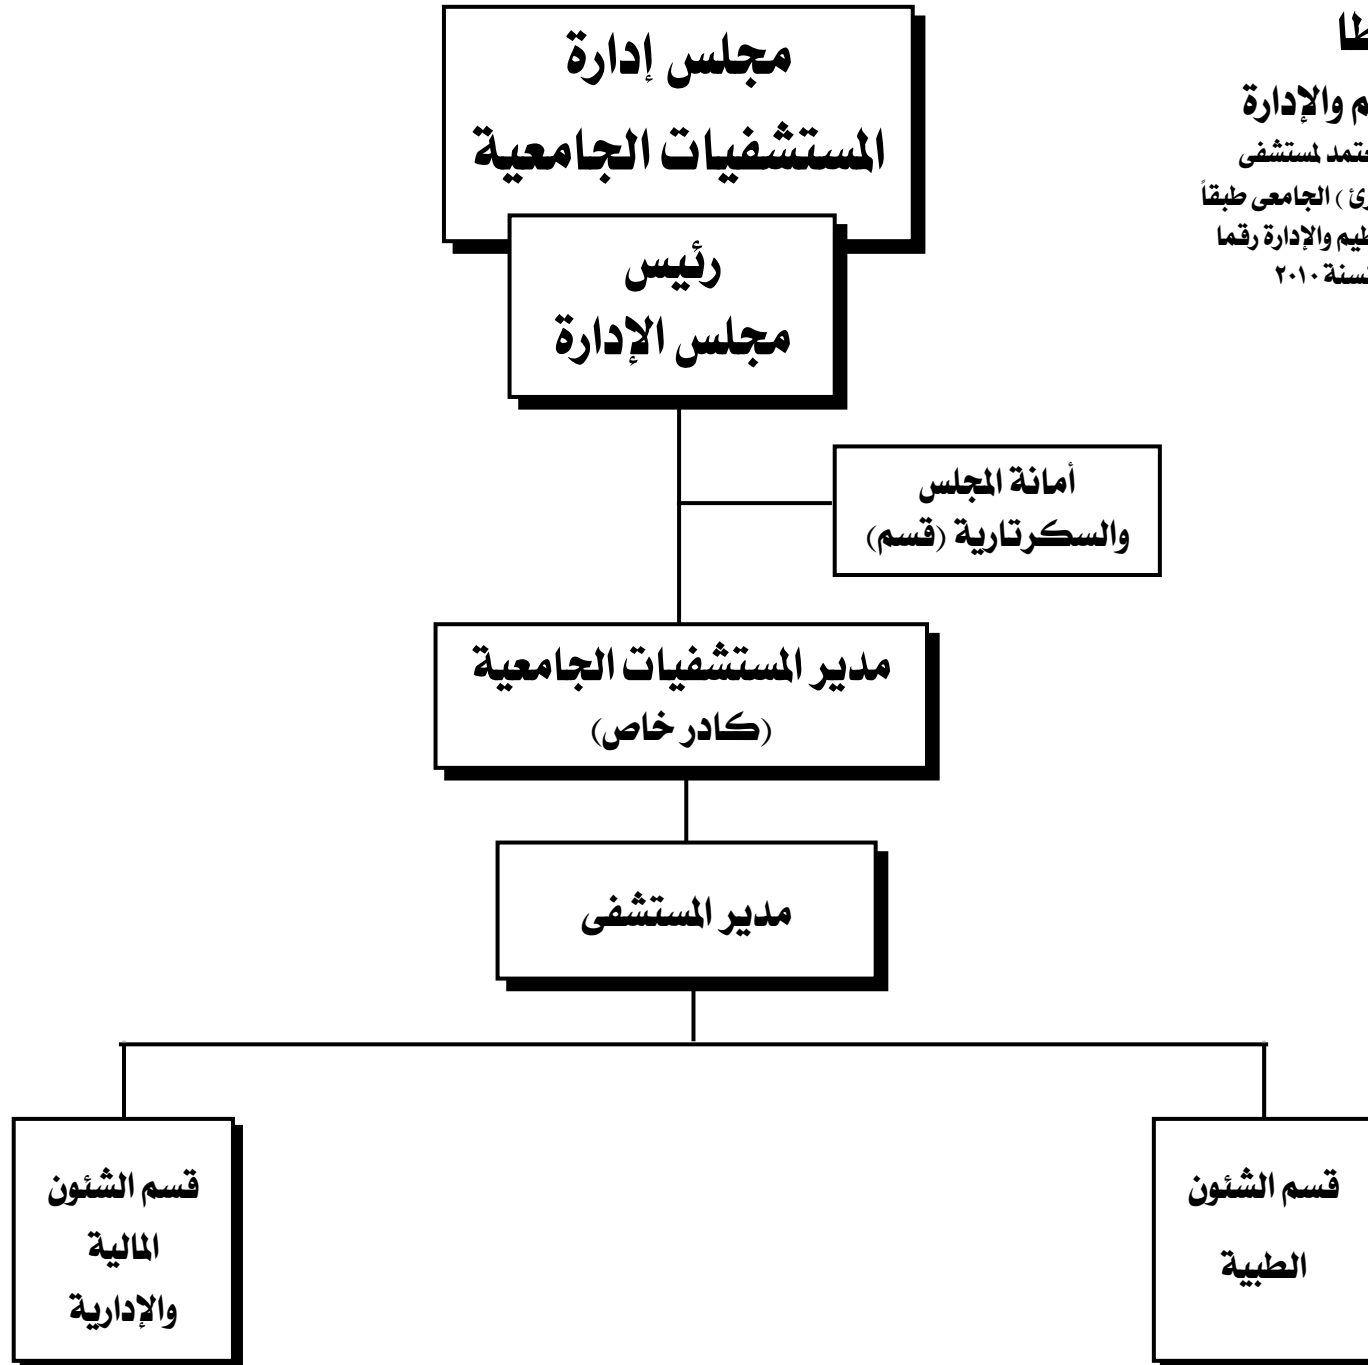 والإدارة
لمستشفى
الجامعى طبقاً
والإدارة رقما
لسنة ٢٠١٠
مجلس إدارة
المستشفيات الجامعية
رئيس
مجلس الإدارة
أمانة المجلس
والسكرتارية (قسم)
مدير المستشفيات الجامعية
(كادر خاص)
مدير المستشفى
قسم الشئون
الطبية
قسم الشئون
المالية
والإدارية